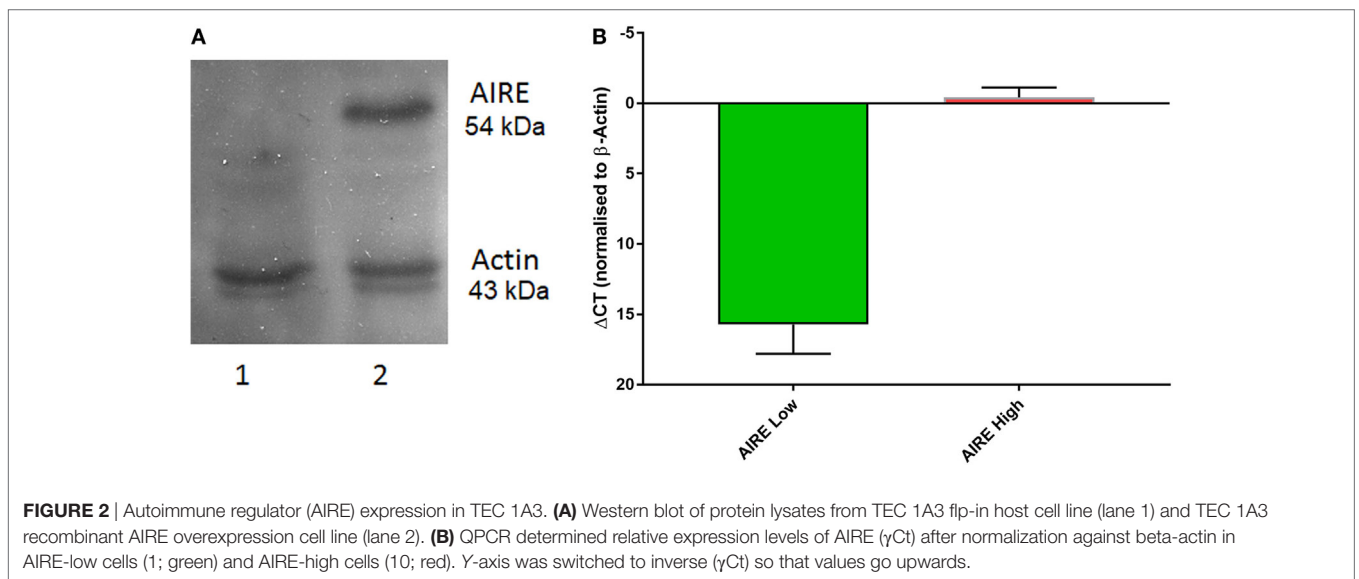 A
AIRE
54 kDa
Actin
43 kDa
1
2
B
-5
0
5
10
15
20
ΔCT (normalised to β-Actin)
AIRE Low
AIRE High
FIGURE 2 | Autoimmune regulator (AIRE) expression in TEC 1A3. (A) Western blot of protein lysates from TEC 1A3 flp-in host cell line (lane 1) and TEC 1A3
recombinant AIRE overexpression cell line (lane 2). (B) QPCR determined relative expression levels of AIRE (γCt) after normalization against beta-actin in
AIRE-low cells (1; green) and AIRE-high cells (10; red). Y-axis was switched to inverse (γCt) so that values go upwards.